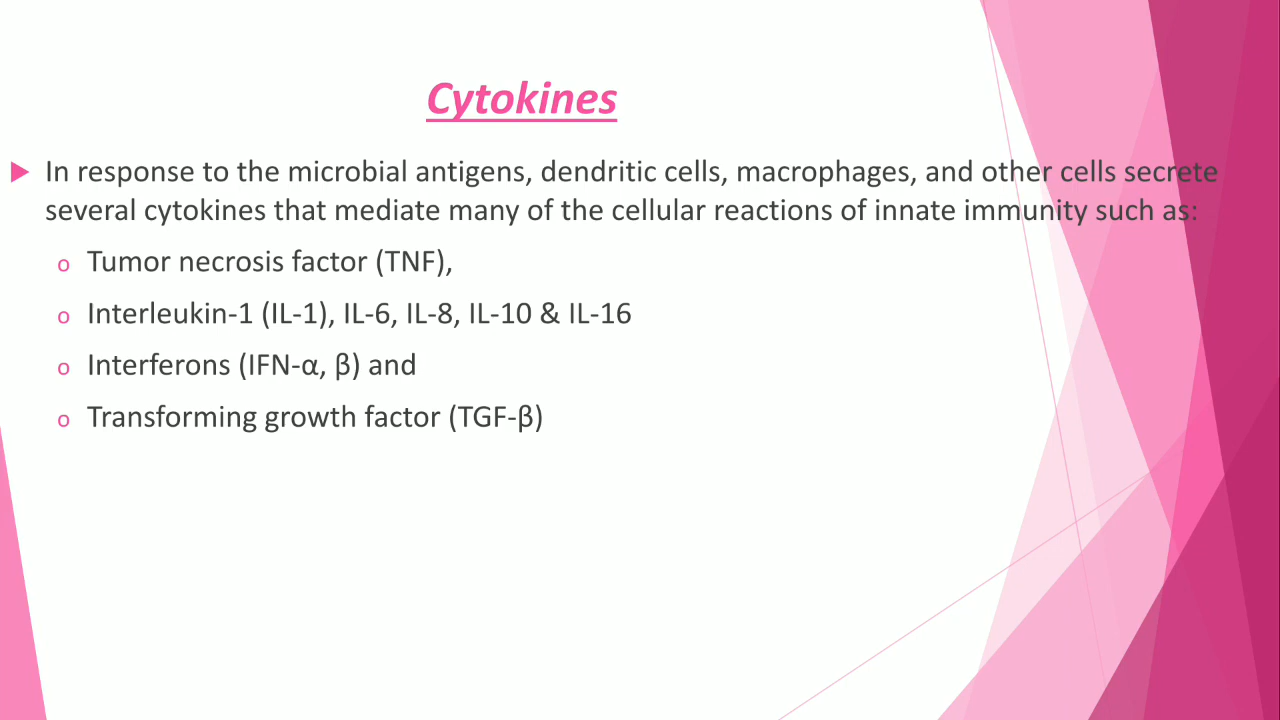 Cytokines
In response to the microbial antigens, dendritic cells, macrophages, and other cells secrete
several cytokines that mediate many of the cellular reactions of innate immunity such as:
o Tumor necrosis factor (TNF),
o Interleukin-1 (IL-1), IL-6, IL-8, IL-10 & IL-16
o Interferons (IFN-α, β) and
o Transforming growth factor (TGF-β)